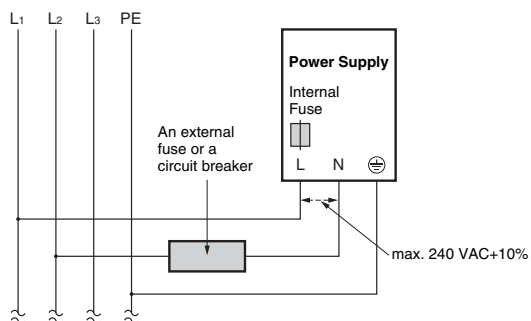 L1 L2 L3 PE
Power Supply
Internal
Fuse
An external
fuse or a
circuit breaker
L N
max. 240 VAC+10%